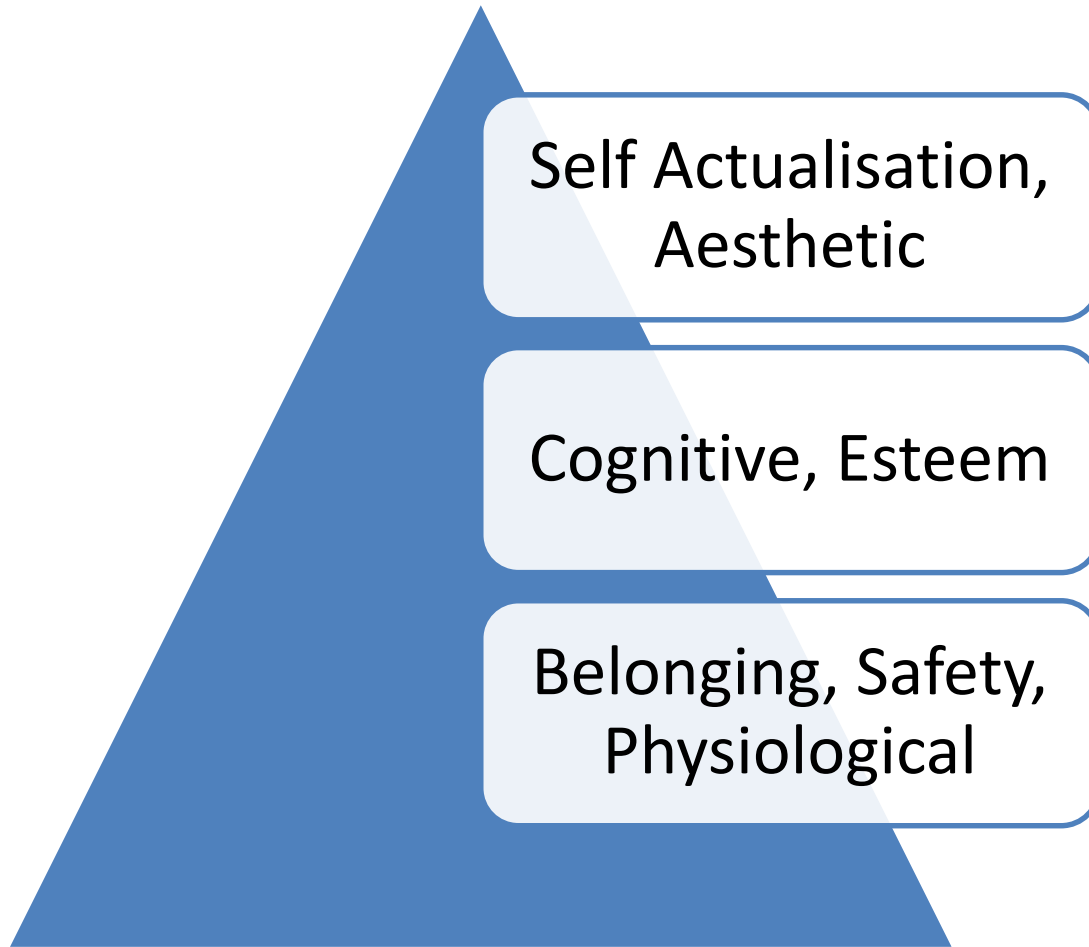 Self Actualisation,
Aesthetic
Cognitive, Esteem
Belonging, Safety,
Physiological